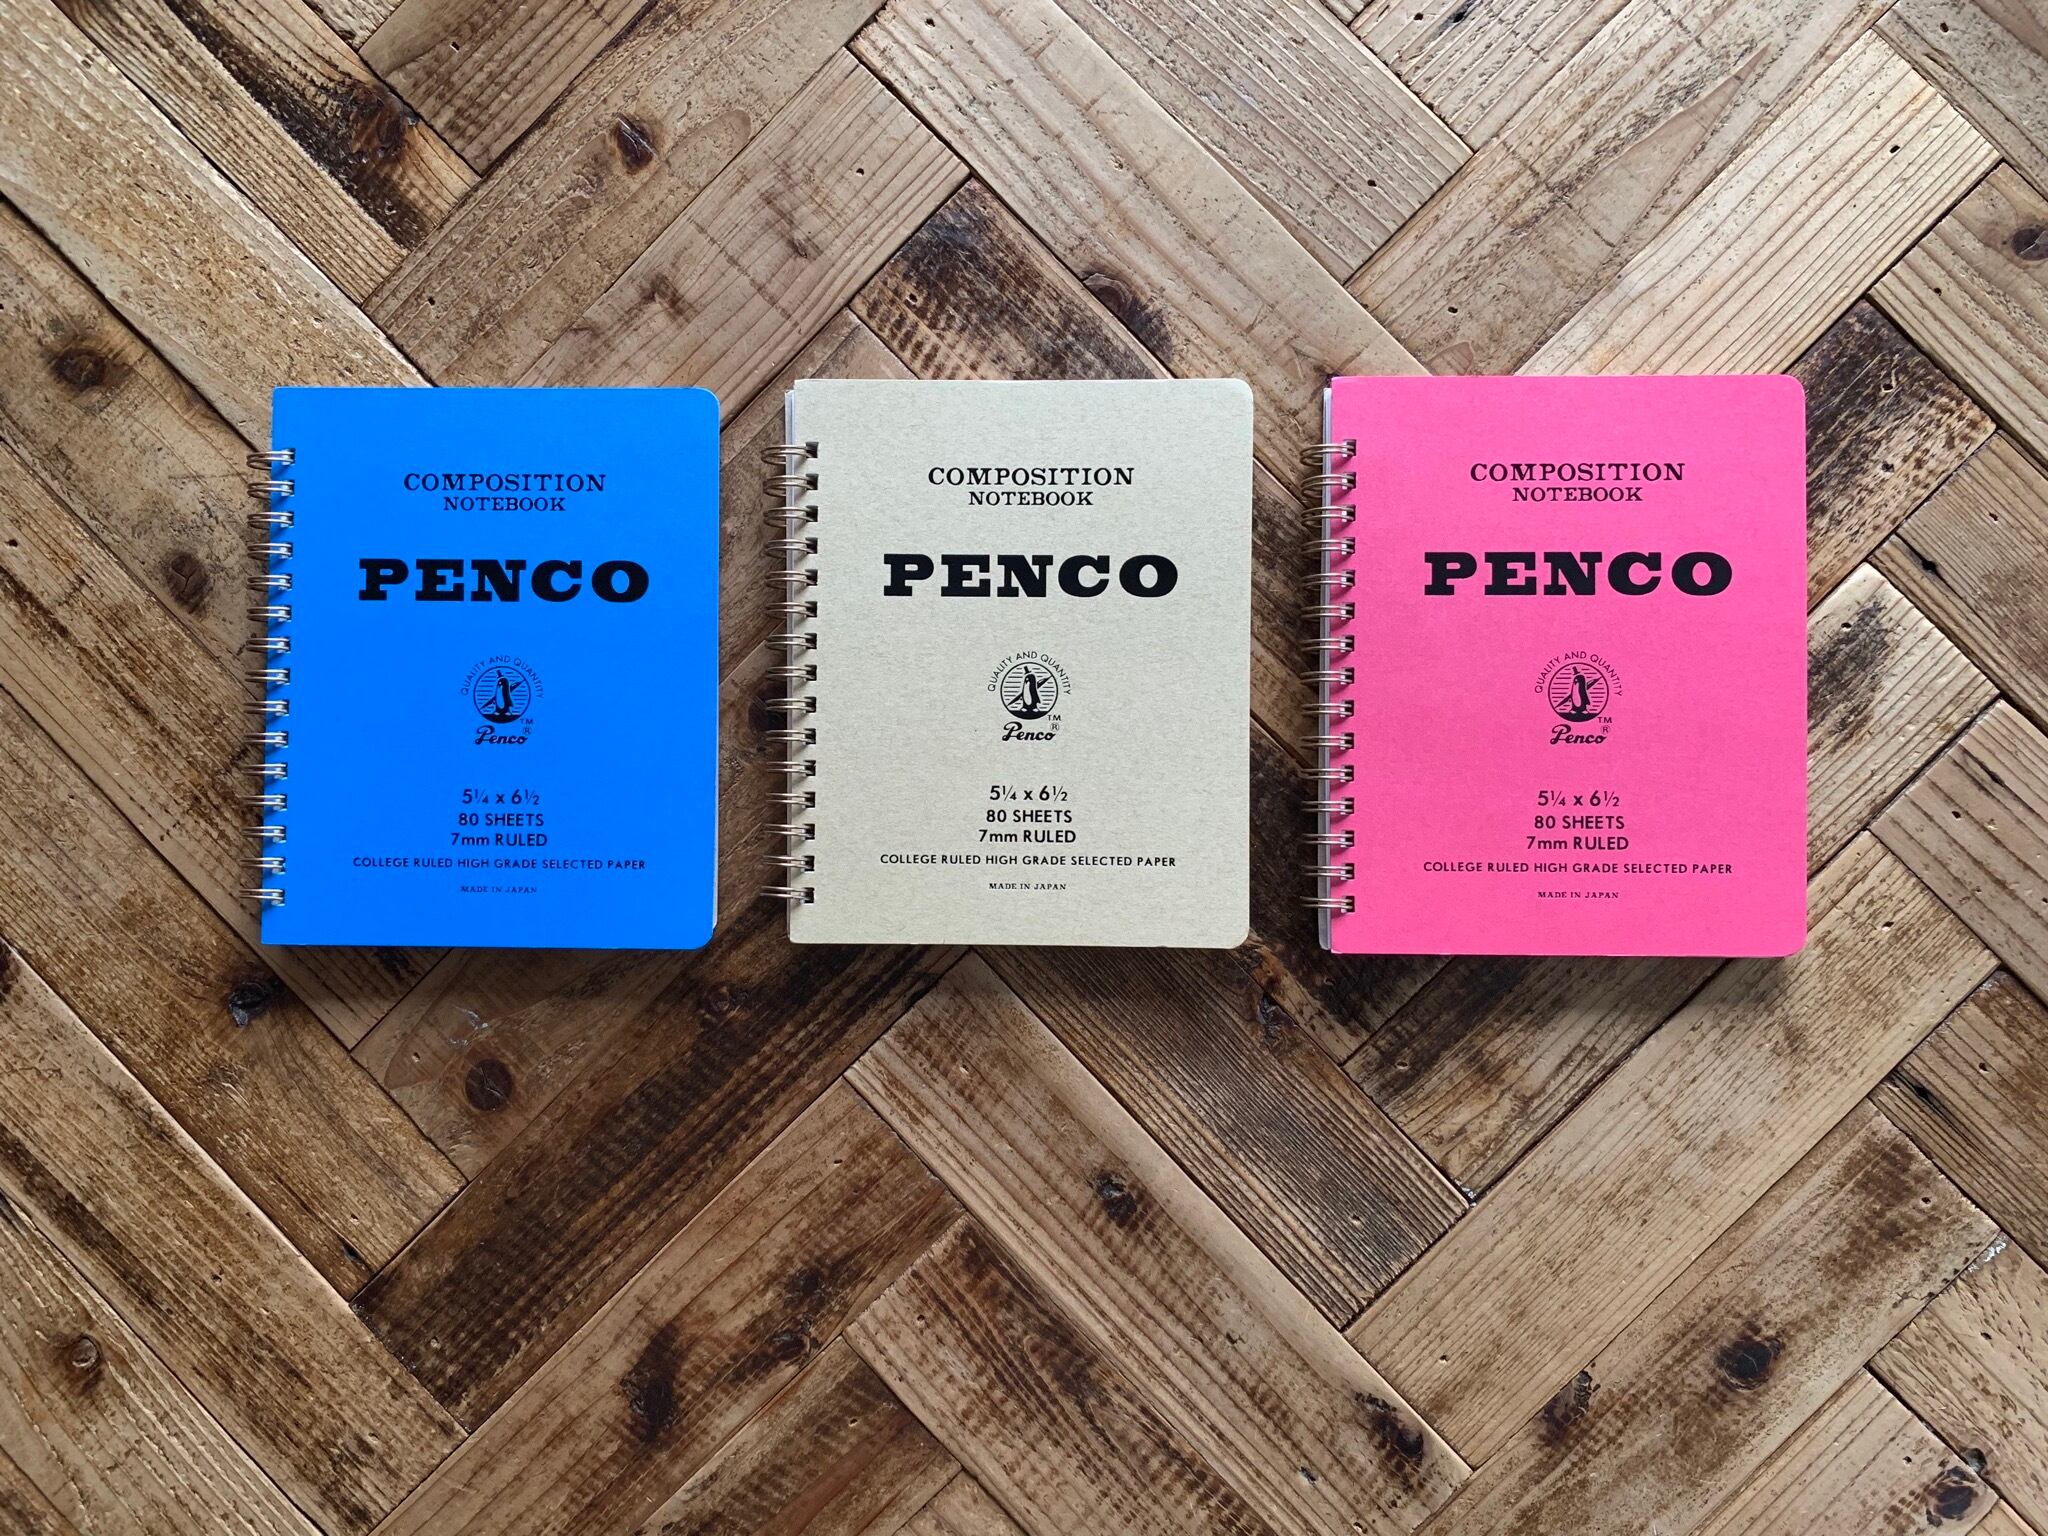 COMPOSITION
NOTEBOOK
PENCO
QUALITY AND QUANTITY
T.M.
Penco®
5¼ x 6½
80 SHEETS
7mm RULED
COLLEGE RULED HIGH GRADE SELECTED PAPER
MADE IN JAPAN
COMPOSITION
NOTEBOOK
PENCO
QUALITY AND QUANTITY
T.M.
Penco®
5¼ x 6½
80 SHEETS
7mm RULED
COLLEGE RULED HIGH GRADE SELECTED PAPER
MADE IN JAPAN
COMPOSITION
NOTEBOOK
PENCO
QUALITY AND QUANTITY
T.M.
Penco®
5¼ x 6½
80 SHEETS
7mm RULED
COLLEGE RULED HIGH GRADE SELECTED PAPER
MADE IN JAPAN